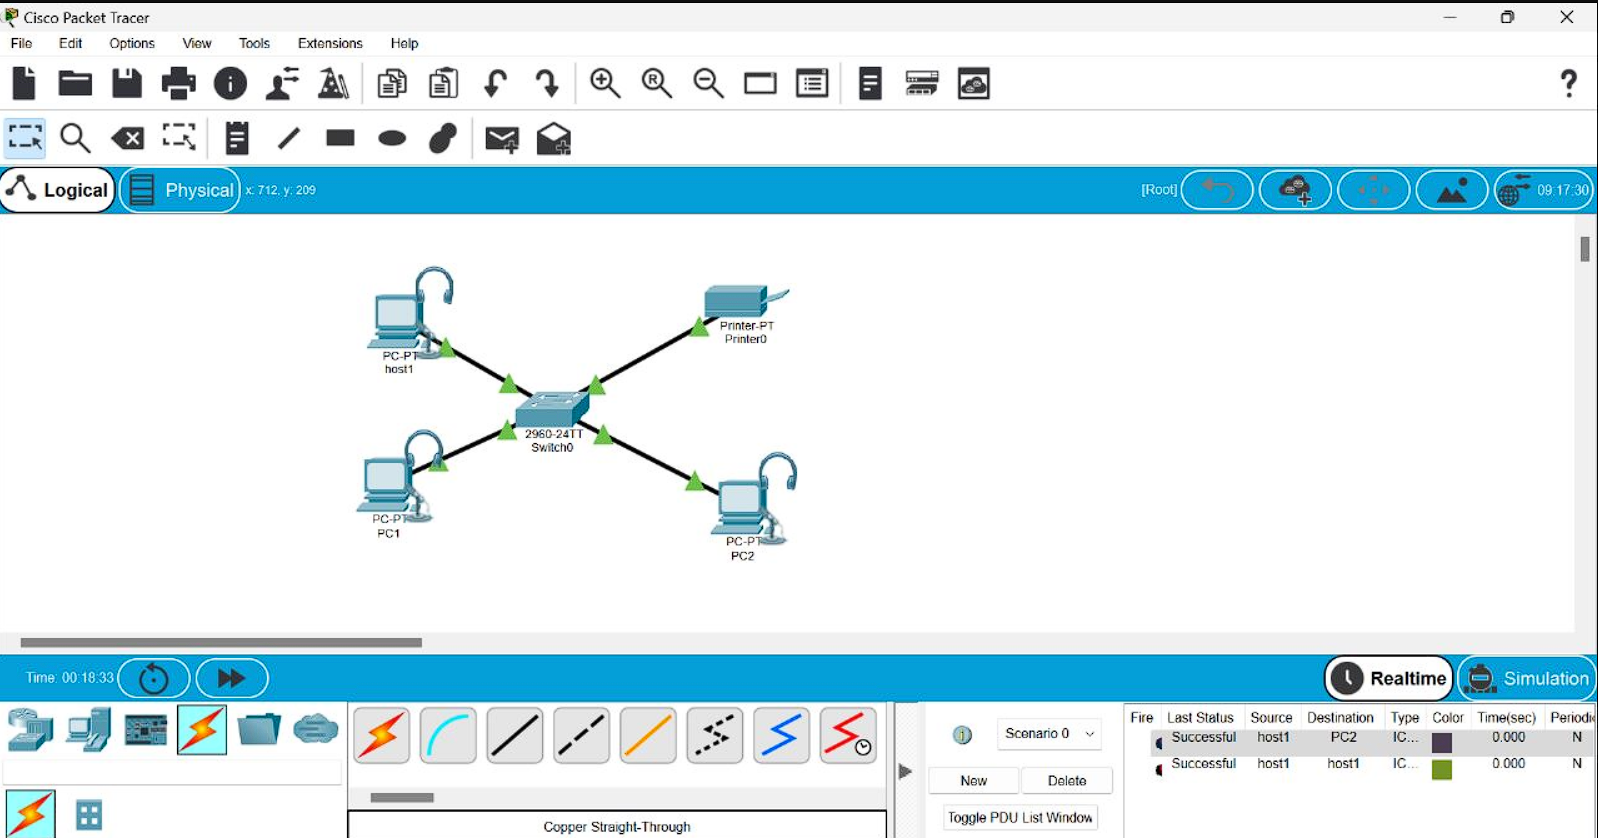 Cisco Packet Tracer
File Edit Options View Tools Extensions Help
Logical Physical x: 712, y: 209 [Root] 09:17:30
PC-PT
host1
Printer-PT
Printer0
2960-24TT
Switch0
PC-PT
PC1
PC-PT
PC2
Time: 00:18:33 Realtime Simulation
Scenario 0
New Delete
Toggle PDU List Window
Fire Last Status Source Destination Type Color Time(sec) Periodi
Successful host1 PC2 IC... 0.000 N
Successful host1 host1 IC... 0.000 N
Copper Straight-Through